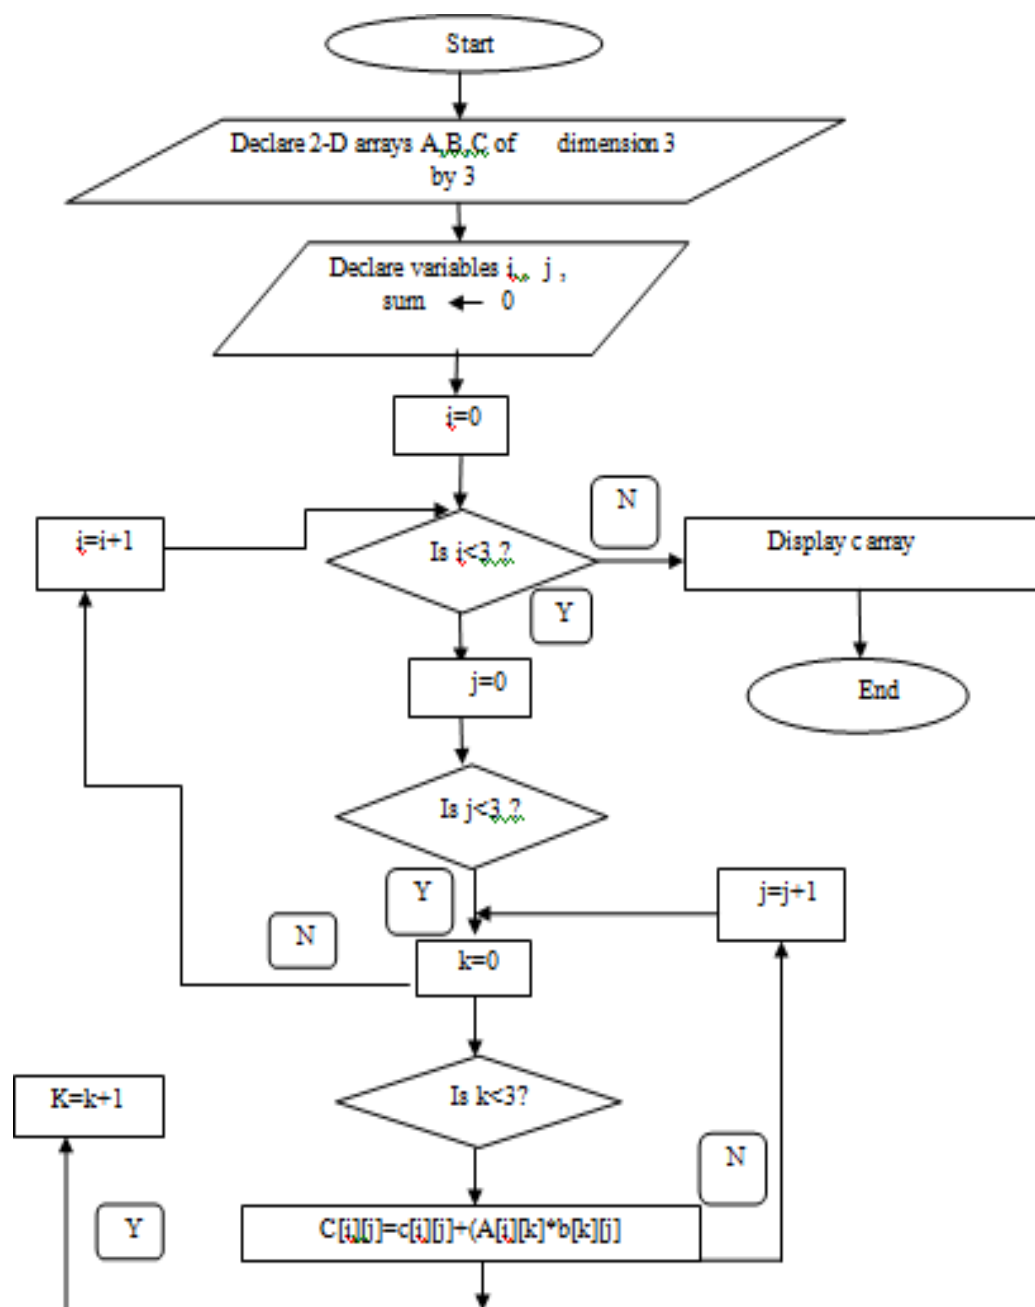 Start
Declare 2-D arrays A,B,C of dimension 3
by 3
Declare variables i, j ,
sum ← 0
i=0
N
i=i+1
Is i<3 ?
Display c array
Y
j=0
End
Is j<3 ?
Y
j=j+1
N
k=0
K=k+1
Is k<3?
N
Y
C[i][j]=c[i][j]+(A[i][k]*b[k][j]